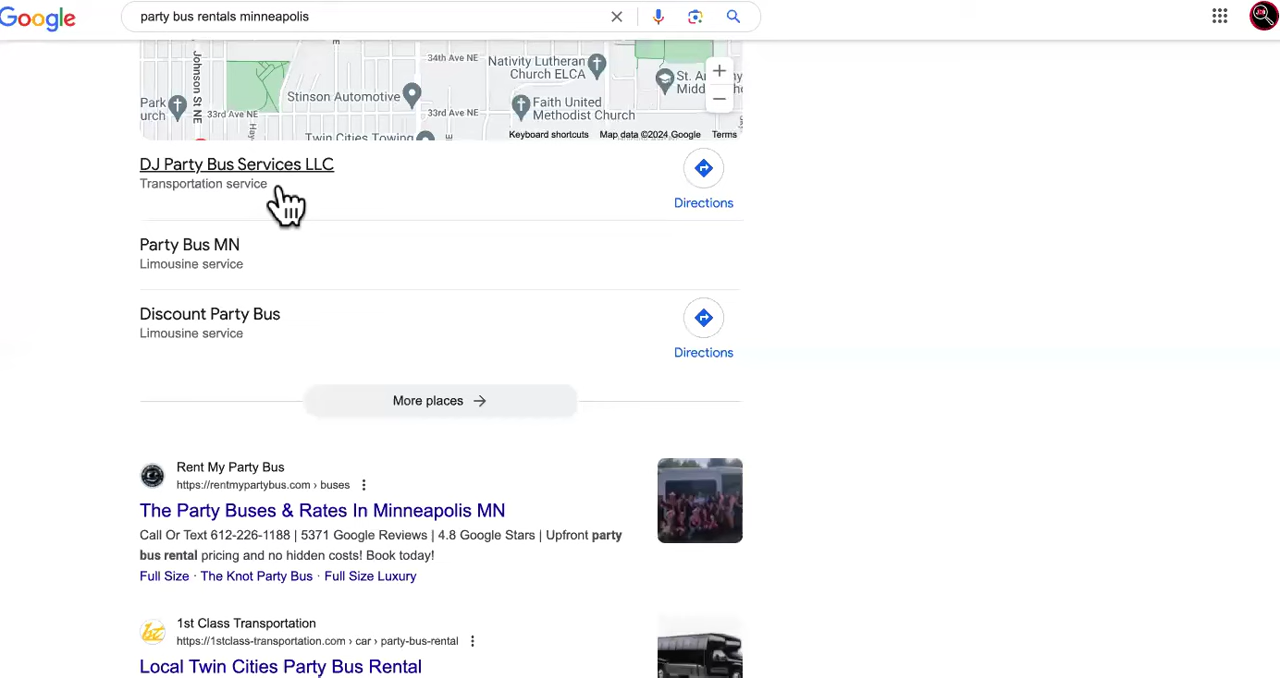 Google
party bus rentals minneapolis
Johnson St NE
34th Ave NE
Nativity Lutheran
Church ELCA
Stinson Automotive
Park
33rd Ave NE
33rd Ave NE
Faith United
Methodist Church
Twin Cities Towing
Keyboard shortcuts
Map data ©2024 Google
Terms
DJ Party Bus Services LLC
Transportation service
Directions
Party Bus MN
Limousine service
Discount Party Bus
Limousine service
Directions
More places →
Rent My Party Bus
https://rentmypartybus.com › buses
The Party Buses & Rates In Minneapolis MN
Call Or Text 612-226-1188 | 5371 Google Reviews | 4.8 Google Stars | Upfront party
bus rental pricing and no hidden costs! Book today!
Full Size · The Knot Party Bus · Full Size Luxury
1st Class Transportation
https://1stclass-transportation.com › car › party-bus-rental
Local Twin Cities Party Bus Rental